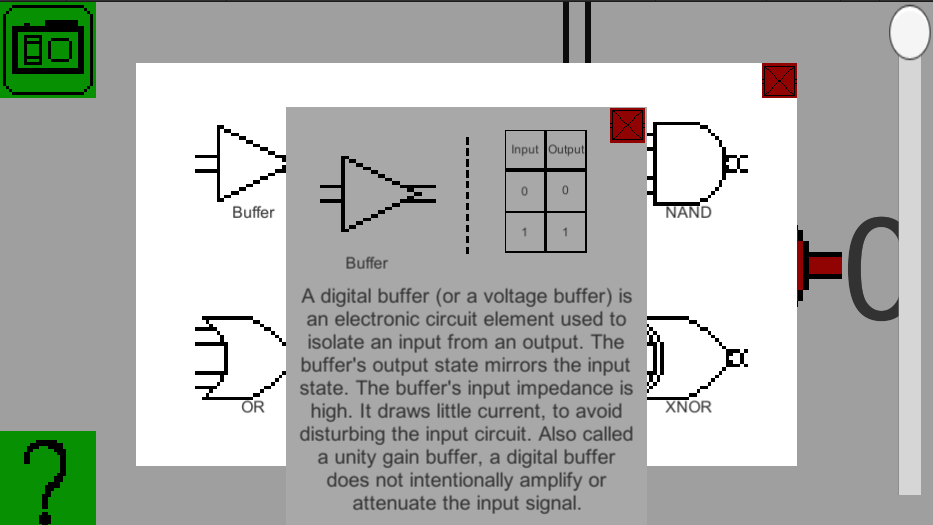 Buffer
NAND
OR
XNOR
Input Output
0 0
1 1
Buffer
A digital buffer (or a voltage buffer) is
an electronic circuit element used to
isolate an input from an output. The
buffer's output state mirrors the input
state. The buffer's input impedance is
high. It draws little current, to avoid
disturbing the input circuit. Also called
a unity gain buffer, a digital buffer
does not intentionally amplify or
attenuate the input signal.
0
?